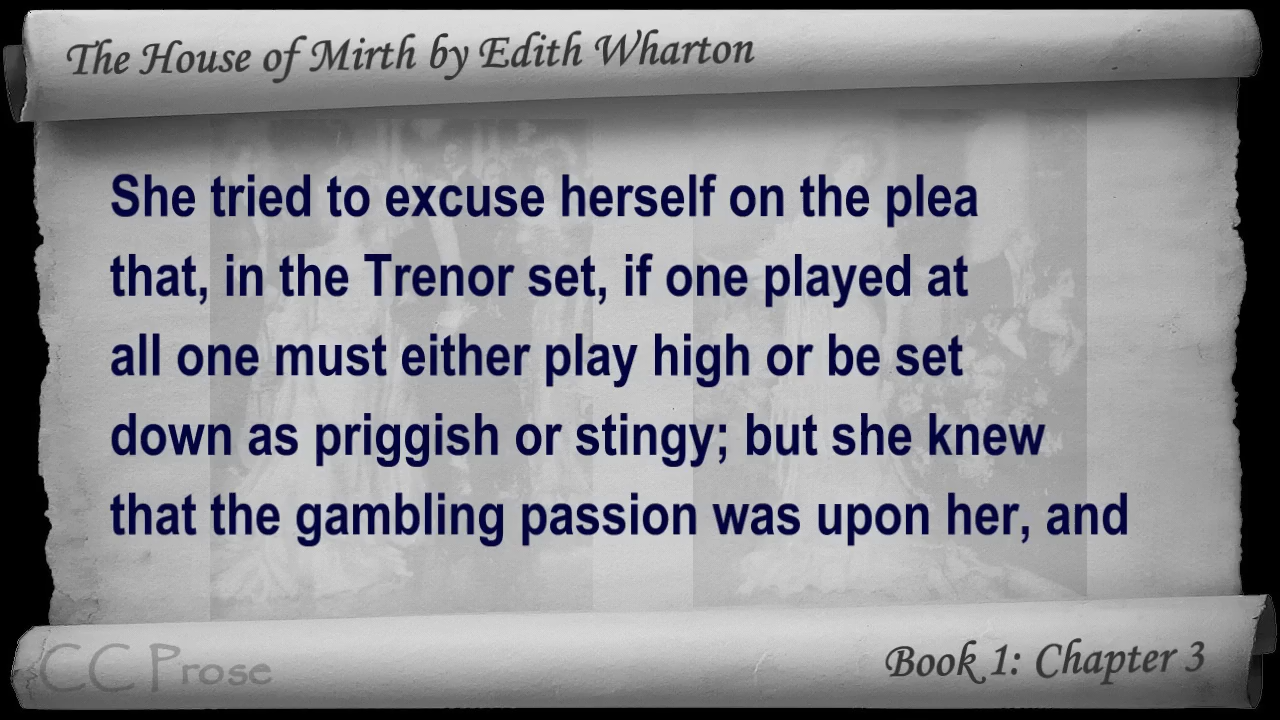 The House of Mirth by Edith Wharton
She tried to excuse herself on the plea
that, in the Trenor set, if one played at
all one must either play high or be set
down as priggish or stingy; but she knew
that the gambling passion was upon her, and
CC Prose
Book 1: Chapter 3